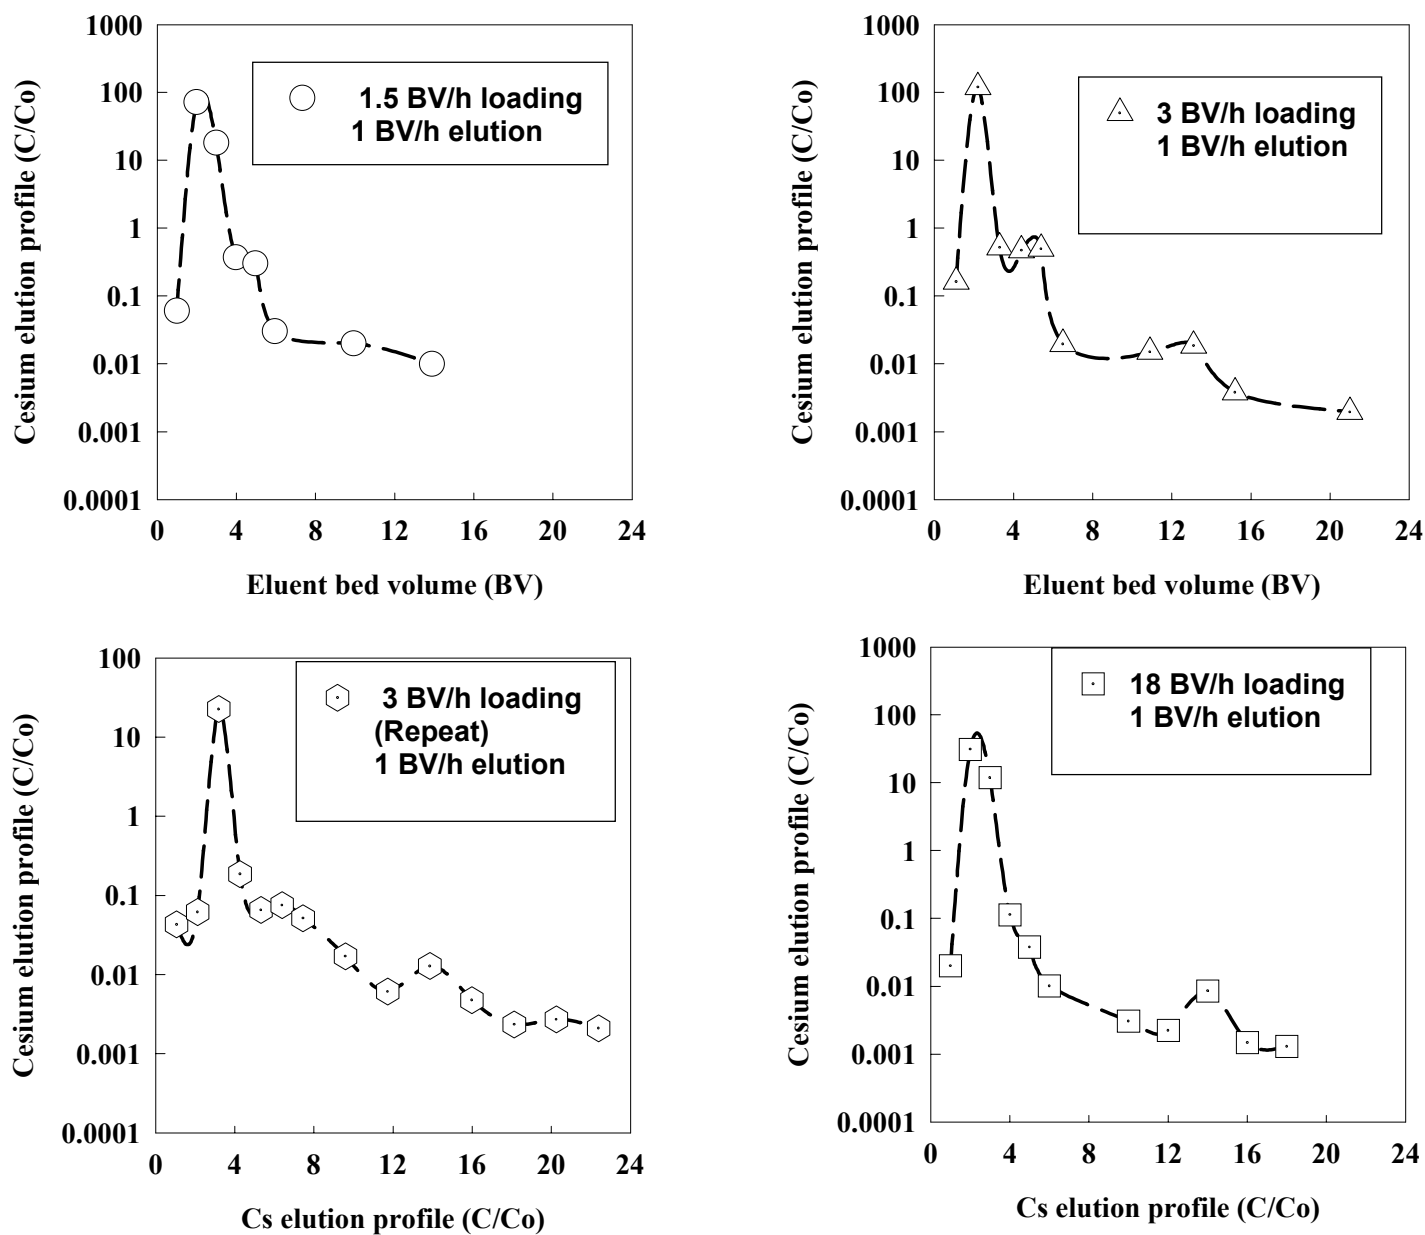 1000
100
10
1
0.1
0.01
0.001
0.0001
Cesium elution profile (C/Co)
1.5 BV/h loading
1 BV/h elution
0 4 8 12 16 20 24
Eluent bed volume (BV)
1000
100
10
1
0.1
0.01
0.001
0.0001
Cesium elution profile (C/Co)
3 BV/h loading
1 BV/h elution
0 4 8 12 16 20 24
Eluent bed volume (BV)
100
10
1
0.1
0.01
0.001
0.0001
Cesium elution profile (C/Co)
3 BV/h loading
(Repeat)
1 BV/h elution
0 4 8 12 16 20 24
Cs elution profile (C/Co)
1000
100
10
1
0.1
0.01
0.001
0.0001
Cesium elution profile (C/Co)
18 BV/h loading
1 BV/h elution
0 4 8 12 16 20 24
Cs elution profile (C/Co)